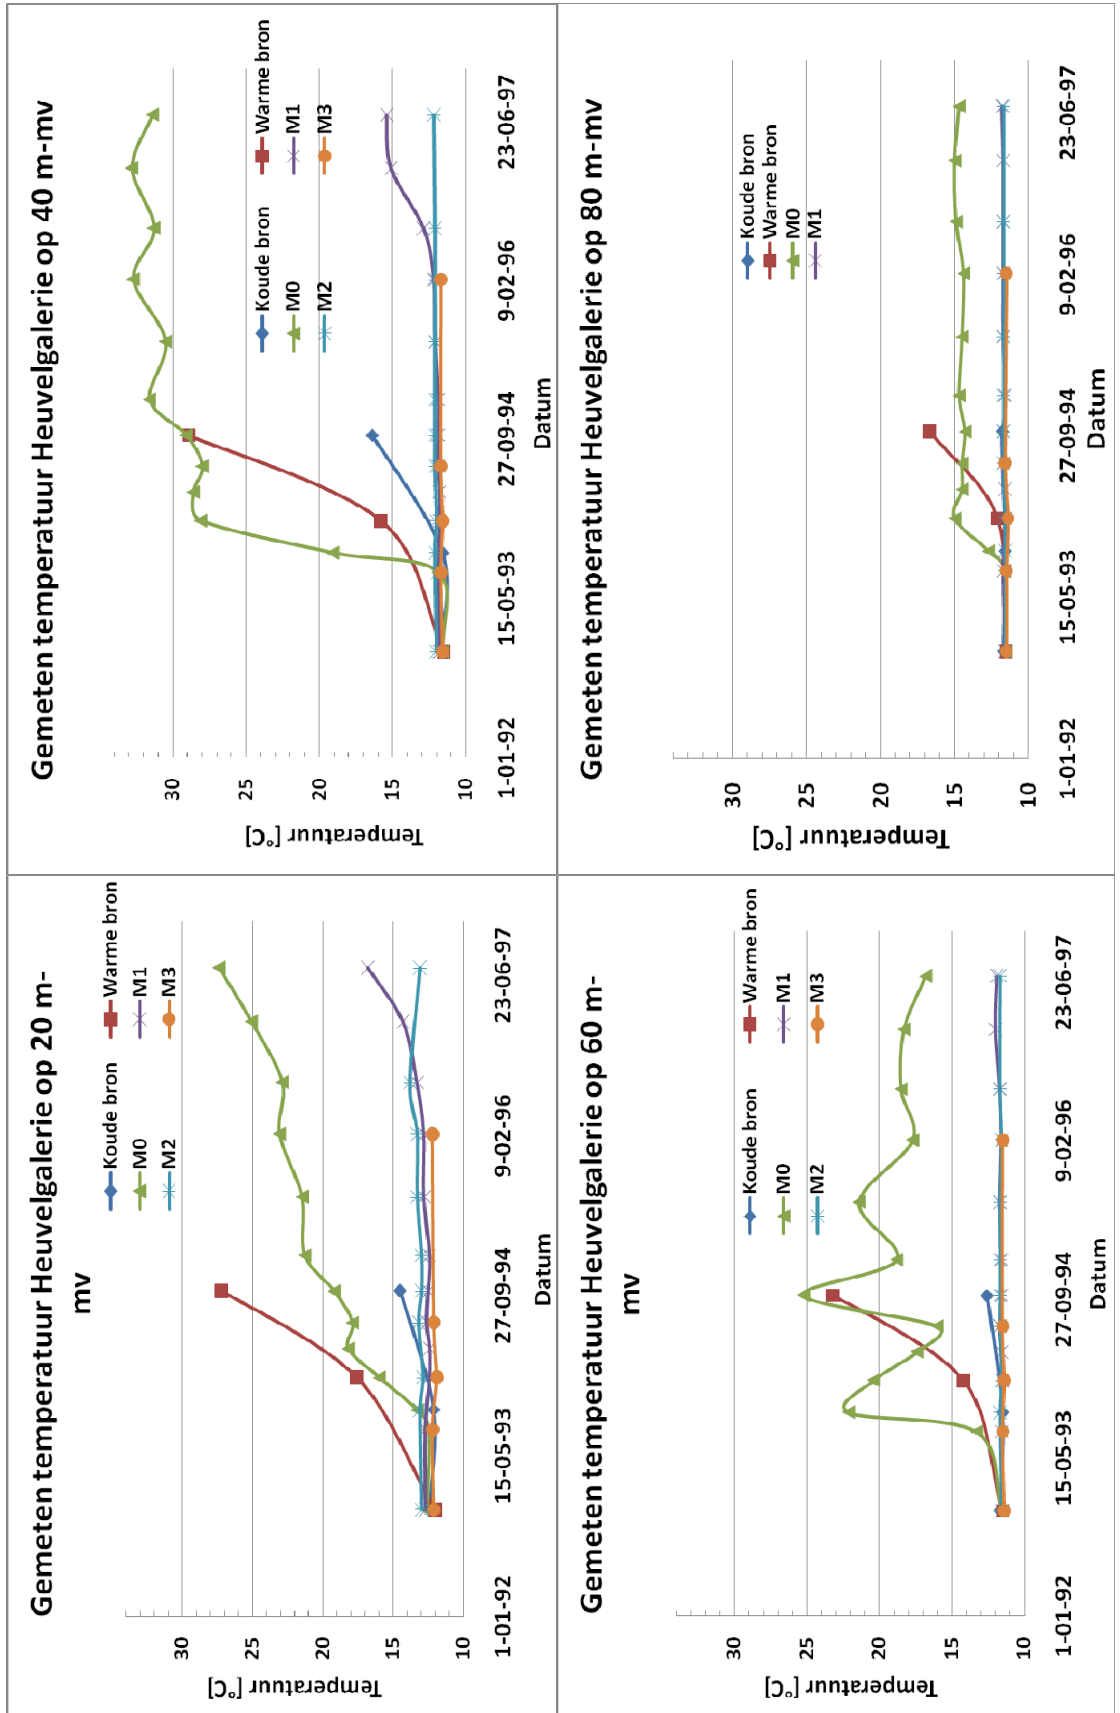 Gemeten temperatuur Heuvelgalerie op 20 m-
mv
Temperatuur [°C]
30
25
20
15
10
Koude bron
Warme bron
M0
M1
M2
M3
1-01-92
15-05-93
27-09-94
9-02-96
23-06-97
Datum
Gemeten temperatuur Heuvelgalerie op 40 m-mv
Temperatuur [°C]
30
25
20
15
10
Koude bron
Warme bron
M0
M1
M2
M3
1-01-92
15-05-93
27-09-94
9-02-96
23-06-97
Datum
Gemeten temperatuur Heuvelgalerie op 60 m-
mv
Temperatuur [°C]
30
25
20
15
10
Koude bron
Warme bron
M0
M1
M2
M3
1-01-92
15-05-93
27-09-94
9-02-96
23-06-97
Datum
Gemeten temperatuur Heuvelgalerie op 80 m-mv
Temperatuur [°C]
30
25
20
15
10
Koude bron
Warme bron
M0
M1
1-01-92
15-05-93
27-09-94
9-02-96
23-06-97
Datum